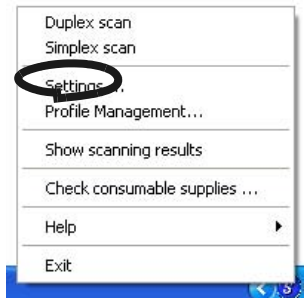 Duplex scan
Simplex scan
Settings...
Profile Management...
Show scanning results
Check consumable supplies ...
Help
Exit
S